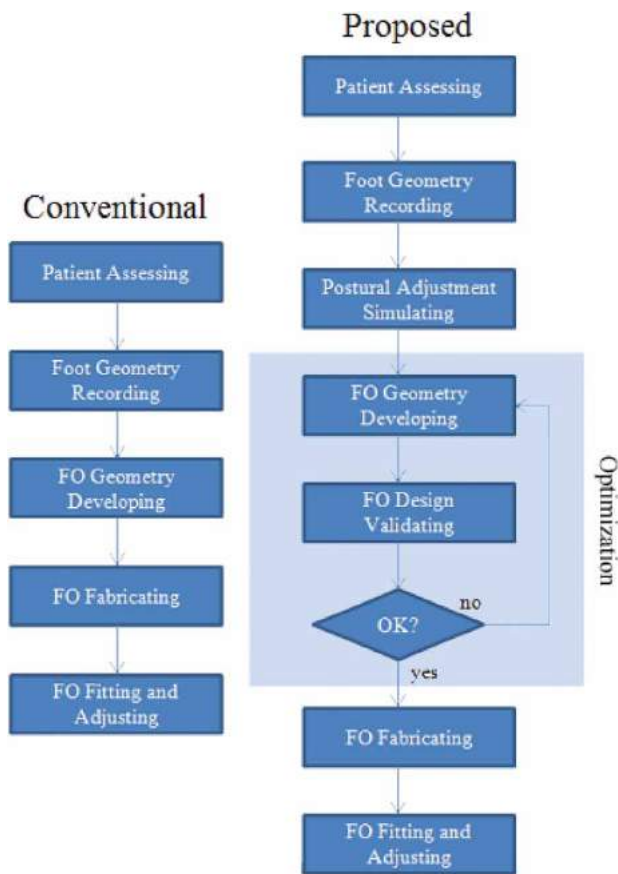 Conventional
Patient Assessing
Foot Geometry
Recording
FO Geometry
Developing
FO Fabricating
FO Fitting and
Adjusting
Proposed
Patient Assessing
Foot Geometry
Recording
Postural Adjustment
Simulating
FO Geometry
Developing
FO Design
Validating
OK?
no
yes
FO Fabricating
FO Fitting and
Adjusting
Optimization